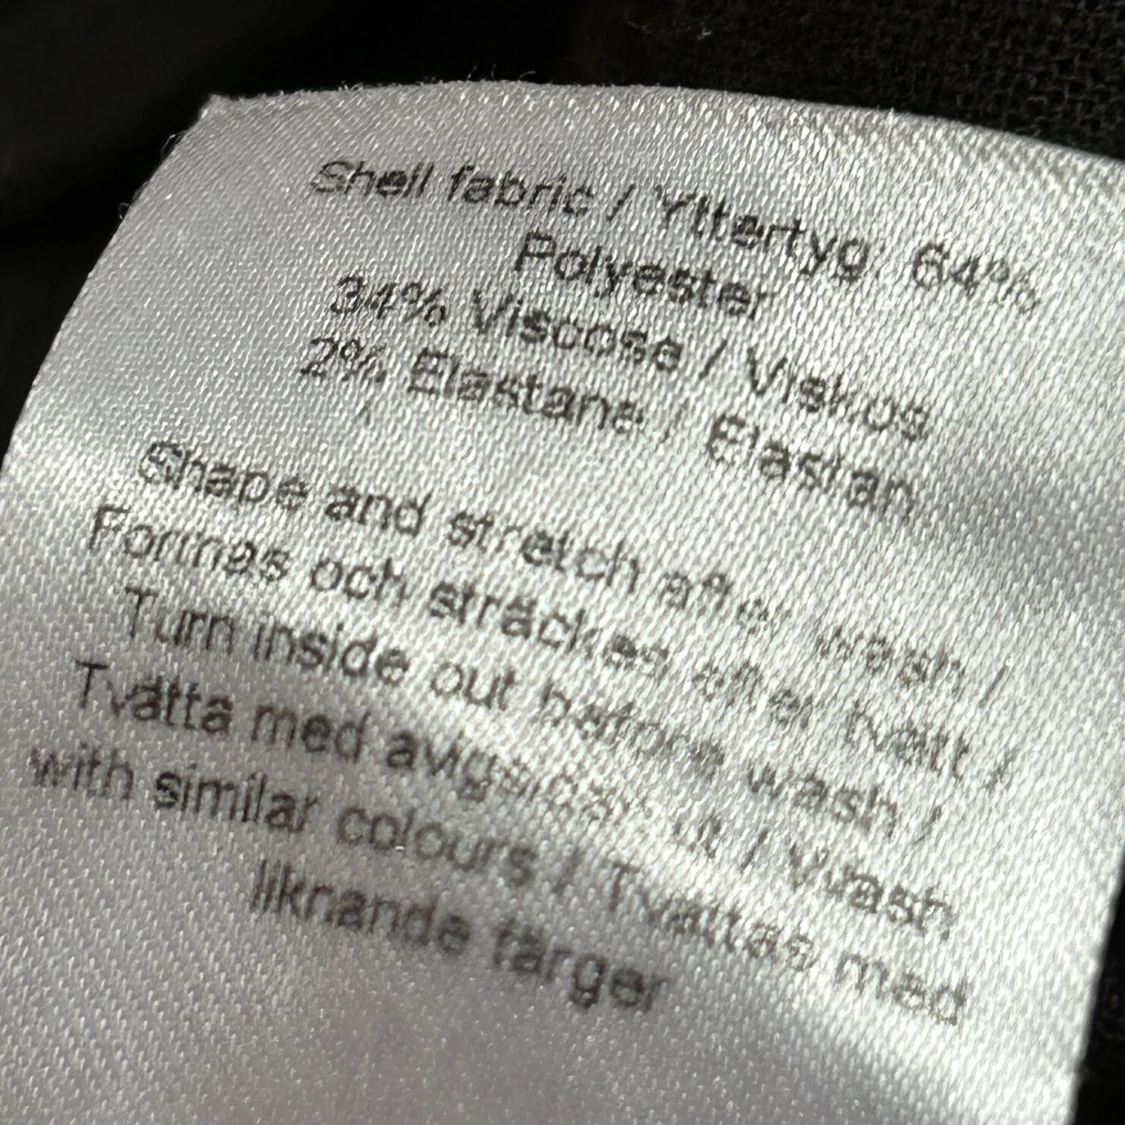 Shell fabric / Yttertyg: 64%
Polyester
34% Viscose / Viskos
2% Elastane / Elastan
Shape and stretch after wash /
Formas och sträckes after tvätt /
Turn inside out before wash /
Tvätta med avigsidan ut / Wash
with similar colours / Tvättas med
liknande färger